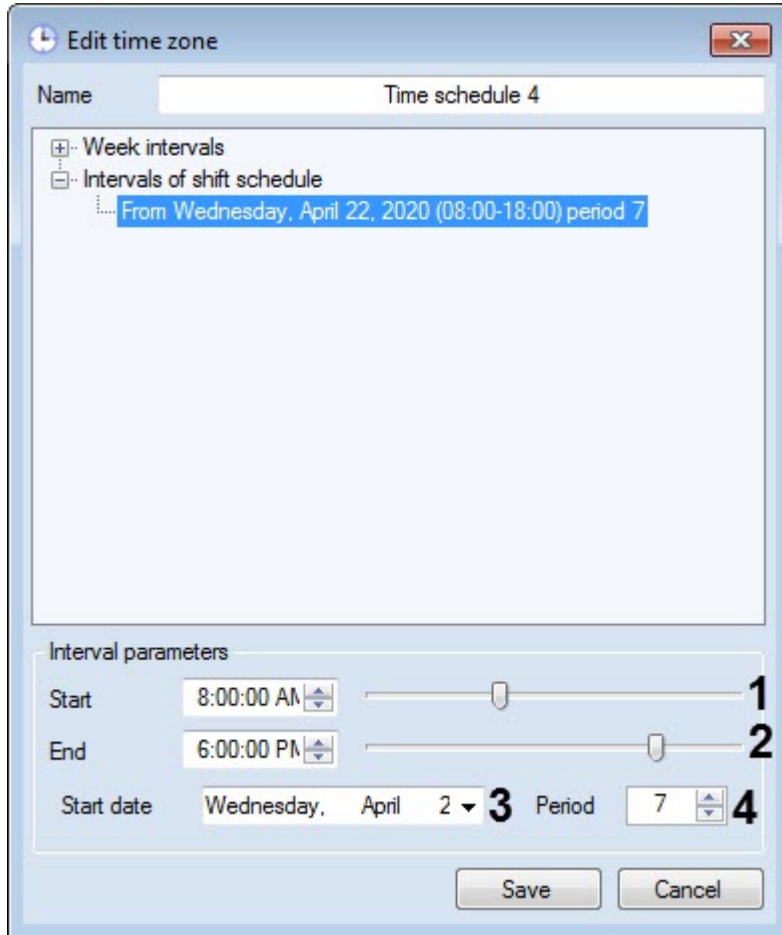 Edit time zone
Name Time schedule 4
Week intervals
Intervals of shift schedule
From Wednesday, April 22, 2020 (08:00-18:00) period 7
Interval parameters
Start 8:00:00 AM 1
End 6:00:00 PM 2
Start date Wednesday, April 2 3 Period 7 4
Save Cancel